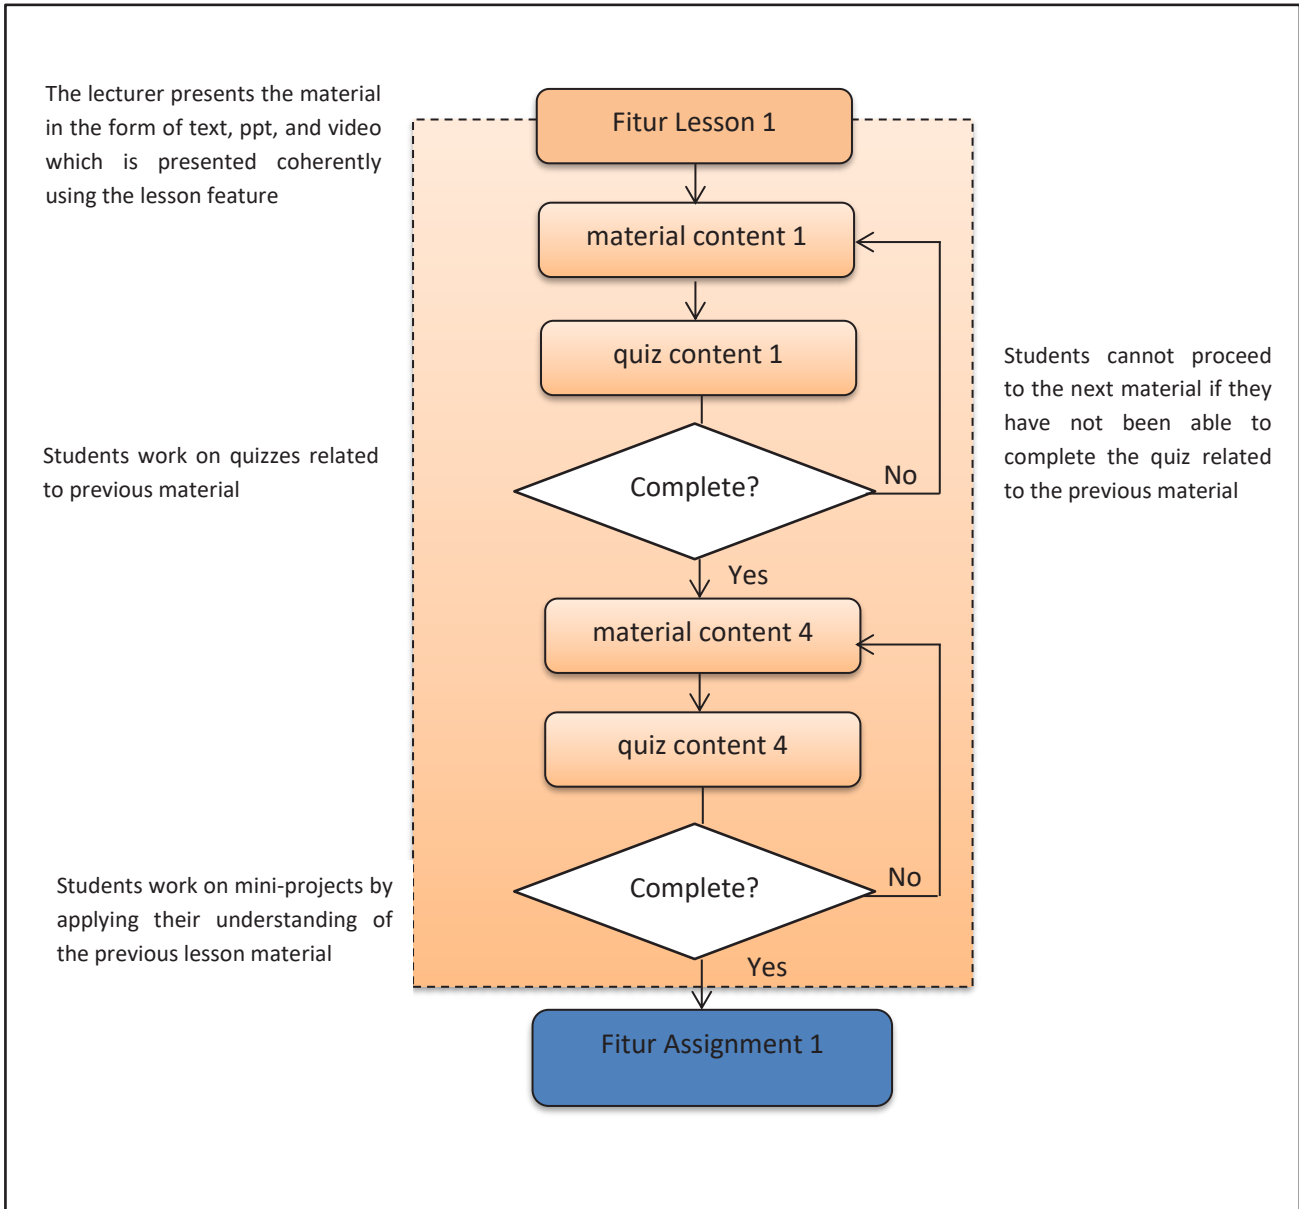 The lecturer presents the material
in the form of text, ppt, and video
which is presented coherently
using the lesson feature
Fitur Lesson 1
material content 1
quiz content 1
Students cannot proceed
to the next material if they
have not been able to
complete the quiz related
to the previous material
Students work on quizzes related
to previous material
Complete?
No
Yes
material content 4
quiz content 4
Students work on mini-projects by
applying their understanding of
the previous lesson material
Complete?
No
Yes
Fitur Assignment 1